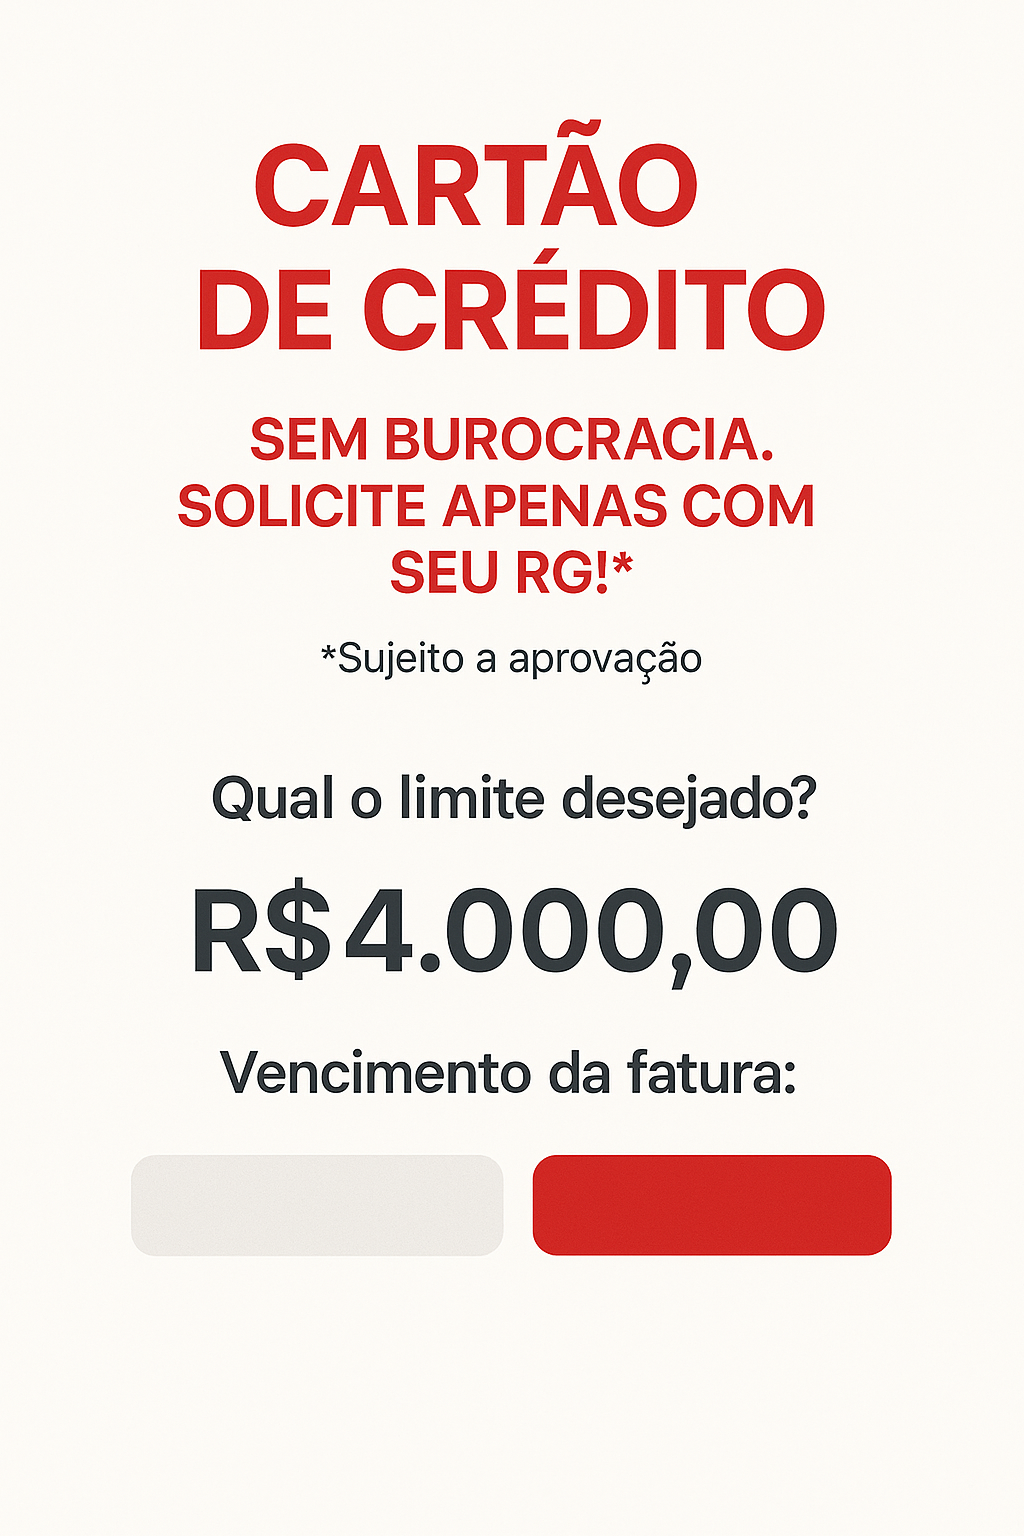 CARTÃO
DE CRÉDITO
SEM BUROCRACIA.
SOLICITE APENAS COM
SEU RG!*
*Sujeito a aprovação
Qual o limite desejado?
R$4.000,00
Vencimento da fatura: